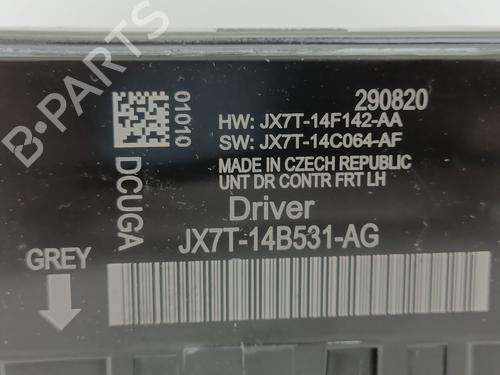 290820
01010
HW: JX7T-14F142-AA
SW: JX7T-14C064-AF
MADE IN CZECH REPUBLIC
UNT DR CONTR FRT LH
DCUGA
Driver
JX7T-14B531-AG
GREY
B-PARTS